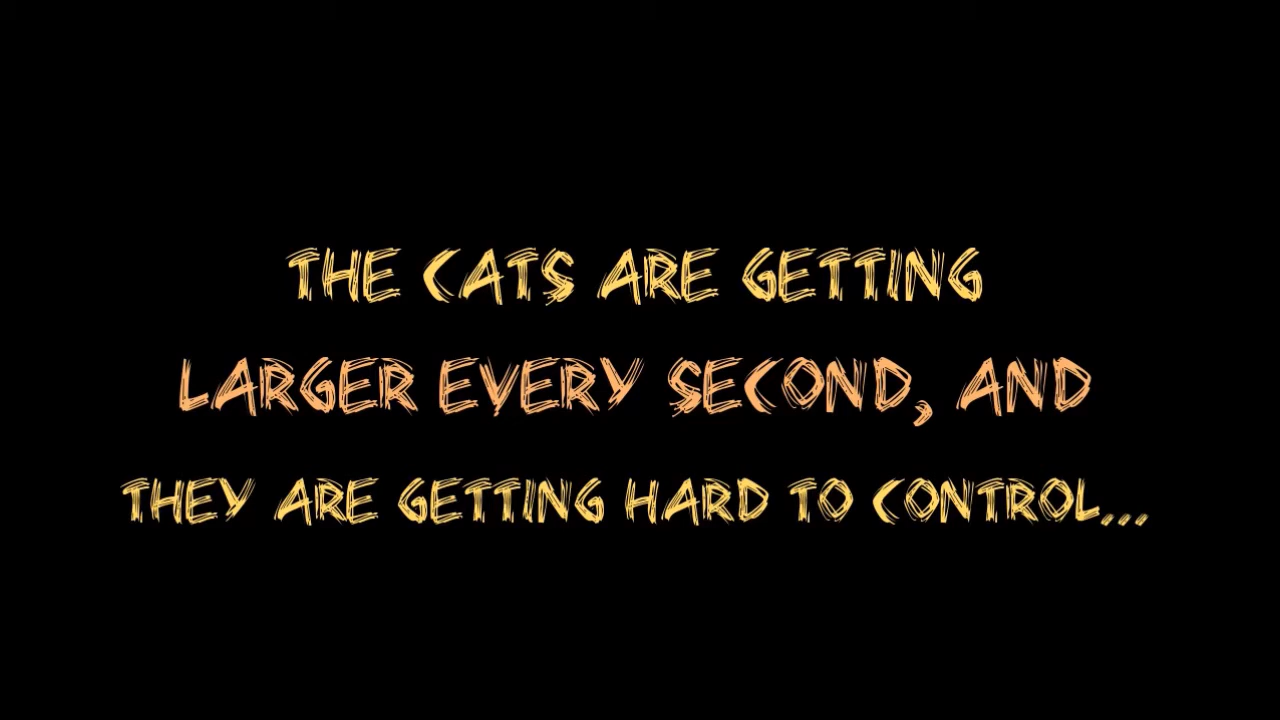 THE CATS ARE GETTING
LARGER EVERY SECOND, AND
THEY ARE GETTING HARD TO CONTROL...